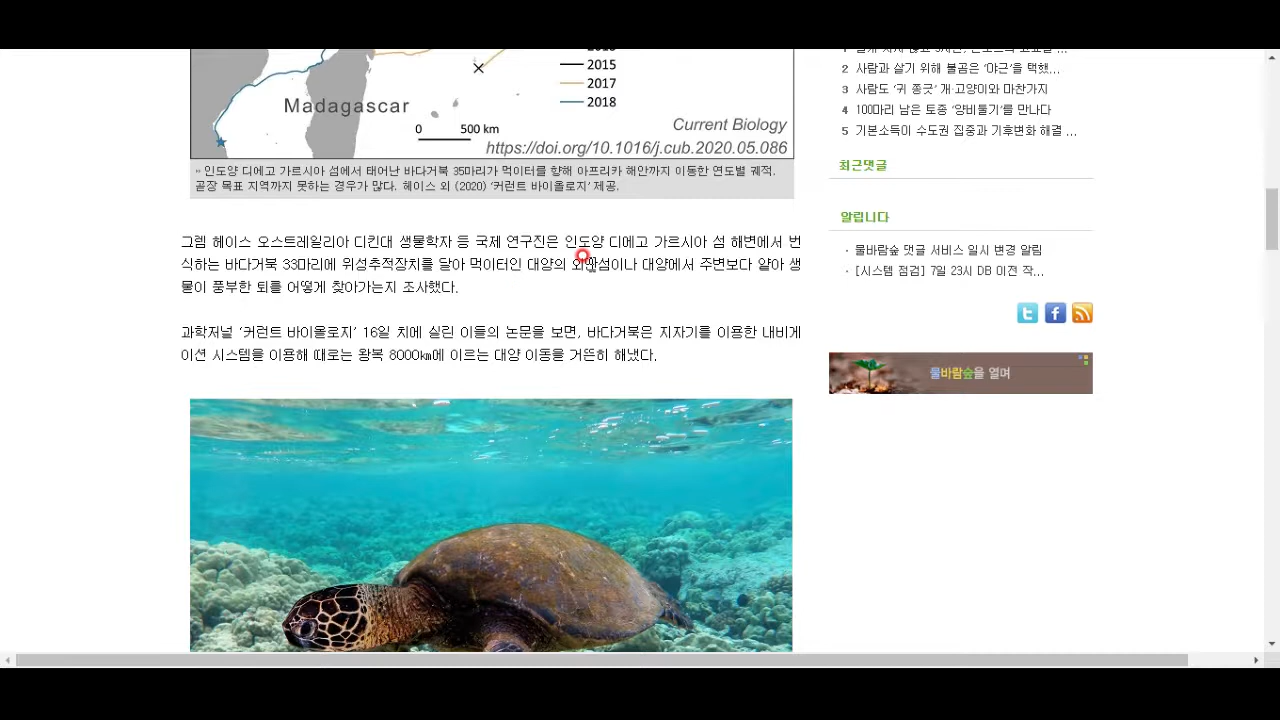 2015
2017
2018
Madagascar
0 500 km
Current Biology
https://doi.org/10.1016/j.cub.2020.05.086
인도양 디에고 가르시아 섬에서 태어난 바다거북 35마리가 먹이터를 향해 아프리카 해안까지 이동한 연도별 궤적.
곧장 목표 지역까지 못하는 경우가 많다. 헤이스 외 (2020) '커런트 바이올로지' 제공.
그렘 헤이스 오스트레일리아 디킨대 생물학자 등 국제 연구진은 인도양 디에고 가르시아 섬 해변에서 번
식하는 바다거북 33마리에 위성추적장치를 달아 먹이터인 대양의 섬이나 대양에서 주변보다 얕아 생
물이 풍부한 퇴를 어떻게 찾아가는지 조사했다.
과학저널 '커런트 바이올로지' 16일 치에 실린 이들의 논문을 보면, 바다거북은 지자기를 이용한 내비게
이션 시스템을 이용해 때로는 왕복 8000㎞에 이르는 대양 이동을 거뜬히 해냈다.
2 사람과 살기 위해 불곰은 '야근'을 택했...
3 사람도 '귀 쫑긋' 개·고양이와 마찬가지
4 100마리 남은 토종 '양비둘기'를 만나다
5 기본소득이 수도권 집중과 기후변화 해결 ...
최근댓글
알립니다
· 물바람숲 댓글 서비스 일시 변경 알림
· [시스템 점검] 7일 23시 DB 이전 작...
물바람숲을 열며